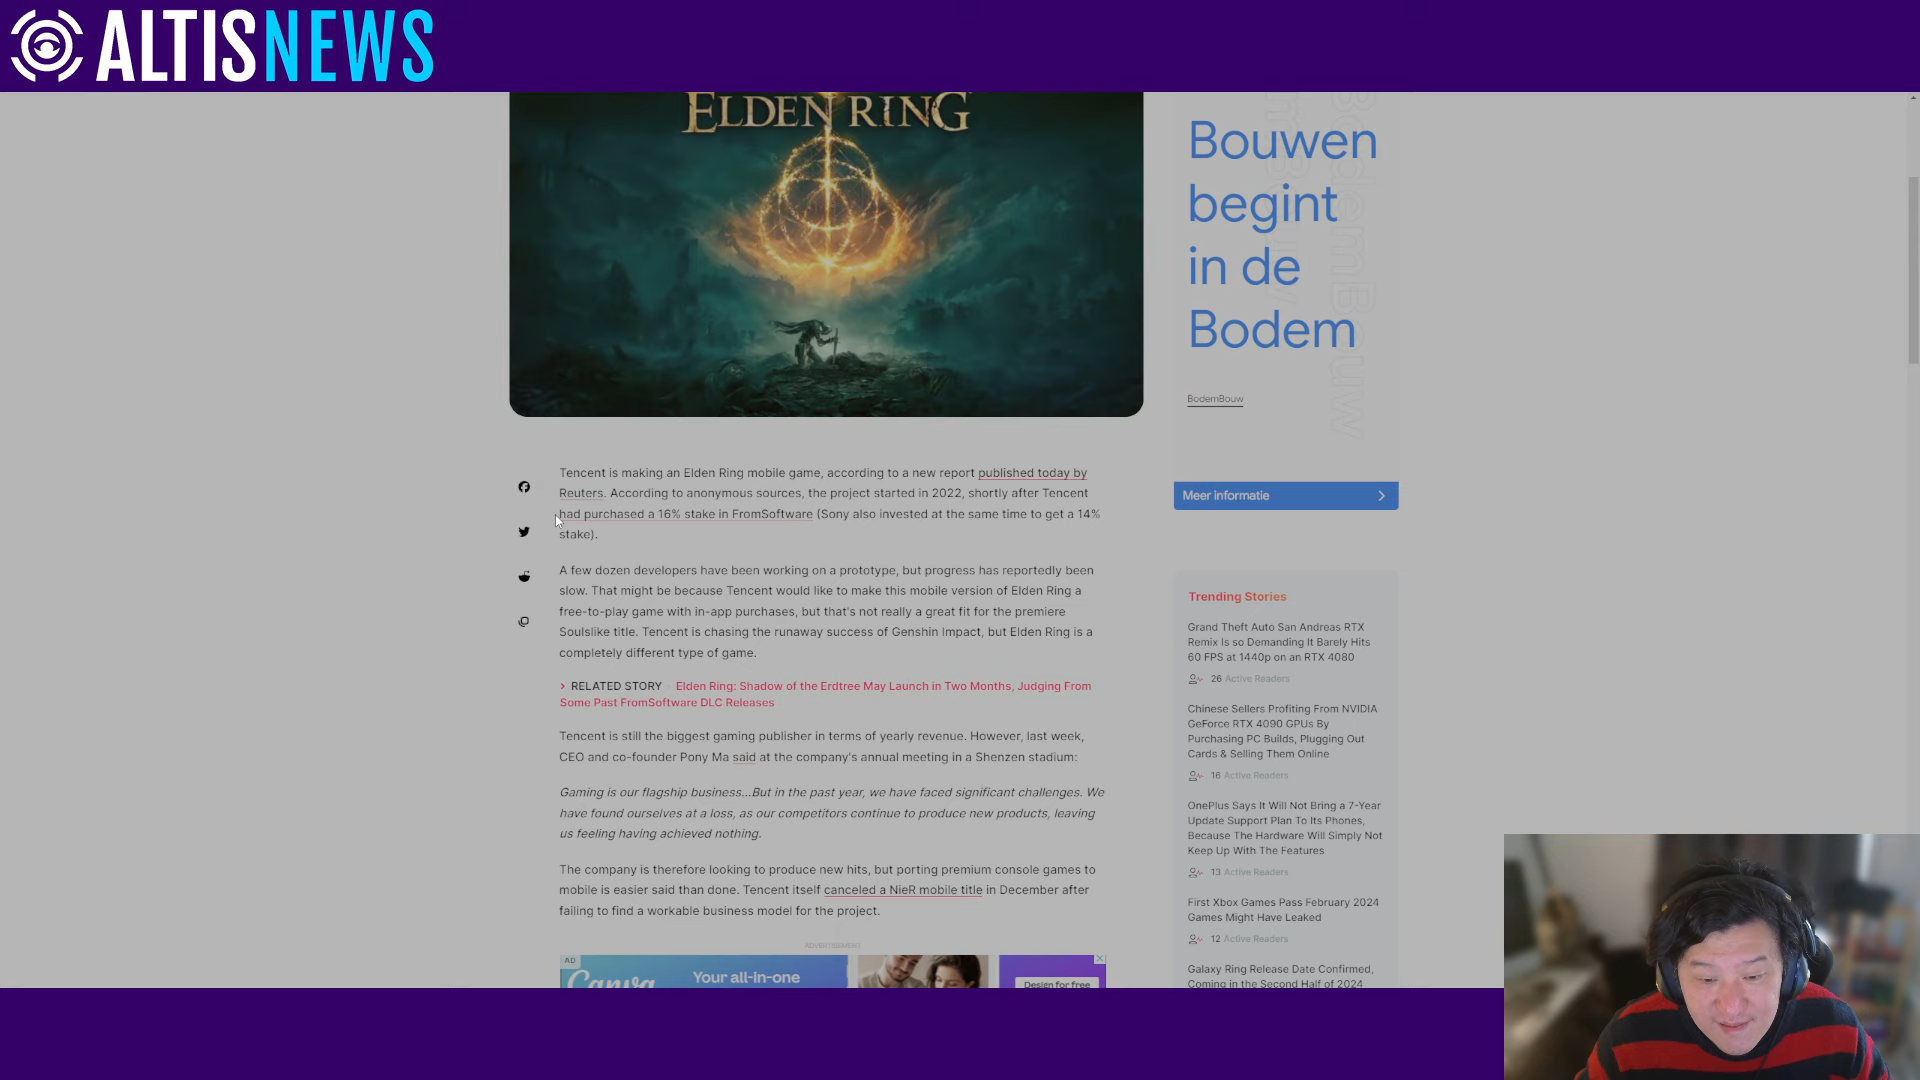 ALTISNEWS
ELDEN RING
Tencent is making an Elden Ring mobile game, according to a new report published today by
Reuters. According to anonymous sources, the project started in 2022, shortly after Tencent
had purchased a 16% stake in FromSoftware (Sony also invested at the same time to get a 14%
stake).
A few dozen developers have been working on a prototype, but progress has reportedly been
slow. That might be because Tencent would like to make this mobile version of Elden Ring a
free-to-play game with in-app purchases, but that's not really a great fit for the premiere
Soulslike title. Tencent is chasing the runaway success of Genshin Impact, but Elden Ring is a
completely different type of game.
RELATED STORY Elden Ring: Shadow of the Erdtree May Launch in Two Months, Judging From
Some Past FromSoftware DLC Releases
Tencent is still the biggest gaming publisher in terms of yearly revenue. However, last week,
CEO and co-founder Pony Ma said at the company's annual meeting in a Shenzen stadium:
Gaming is our flagship business...But in the past year, we have faced significant challenges. We
have found ourselves at a loss, as our competitors continue to produce new products, leaving
us feeling having achieved nothing.
The company is therefore looking to produce new hits, but porting premium console games to
mobile is easier said than done. Tencent itself canceled a NieR mobile title in December after
failing to find a workable business model for the project.
ADVERTISEMENT
AD
Canva
Your all-in-one
Design for free
Bouwen
begint
in de
Bodem
BodemBouw
BodemBouw
Meer informatie
Trending Stories
Grand Theft Auto San Andreas RTX
Remix Is so Demanding It Barely Hits
60 FPS at 1440p on an RTX 4080
26 Active Readers
Chinese Sellers Profiting From NVIDIA
GeForce RTX 4090 GPUs By
Purchasing PC Builds, Plugging Out
Cards & Selling Them Online
16 Active Readers
OnePlus Says It Will Not Bring a 7-Year
Update Support Plan To Its Phones,
Because The Hardware Will Simply Not
Keep Up With The Features
13 Active Readers
First Xbox Games Pass February 2024
Games Might Have Leaked
12 Active Readers
Galaxy Ring Release Date Confirmed,
Coming in the Second Half of 2024